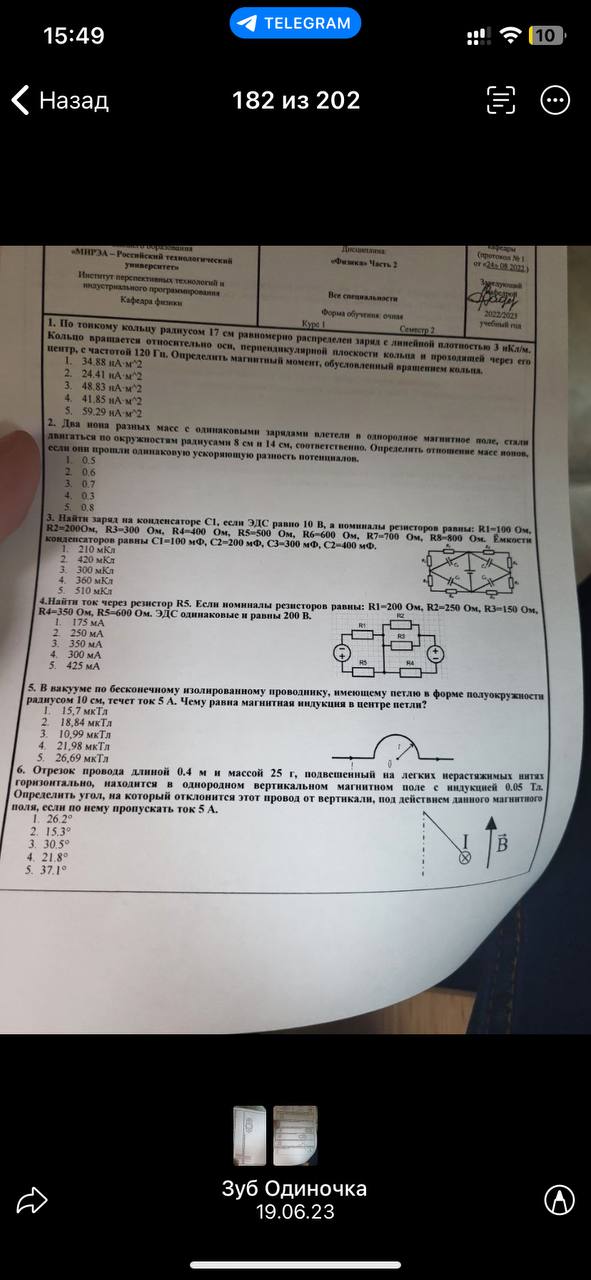 15:49
TELEGRAM
10
Назад
182 из 202
«МИРЭА – Российский технологический
университет»
Институт перспективных технологий и
индустриального программирования
Кафедра физики
Дисциплина:
«Физика» Часть 2
Все специальности
Форма обучения: очная
Курс 1 Семестр 2
кафедры
(протокол № 1
от «24» 08 2022 )
Заведующий
кафедрой
2022/2023
учебный год
1. По тонкому кольцу радиусом 17 см равномерно распределен заряд с линейной плотностью 3 нКл/м.
Кольцо вращается относительно оси, перпендикулярной плоскости кольца и проходящей через его
центр, с частотой 120 Гц. Определить магнитный момент, обусловленный вращением кольца.
1. 34.88 нА·м^2
2. 24.41 нА·м^2
3. 48.83 нА·м^2
4. 41.85 нА·м^2
5. 59.29 нА·м^2
2. Два иона разных масс с одинаковыми зарядами влетели в однородное магнитное поле, стали
двигаться по окружностям радиусами 8 см и 14 см, соответственно. Определить отношение масс ионов,
если они прошли одинаковую ускоряющую разность потенциалов.
1. 0.5
2. 0.6
3. 0.7
4. 0.3
5. 0.8
3. Найти заряд на конденсаторе С1, если ЭДС равно 10 В, а номиналы резисторов равны: R1=100 Ом,
R2=200Ом, R3=300 Ом, R4=400 Ом, R5=500 Ом, R6=600 Ом, R7=700 Ом, R8=800 Ом. Ёмкости
конденсаторов равны С1=100 мФ, С2=200 мФ, С3=300 мФ, С2=400 мФ.
1. 210 мКл
2. 420 мКл
3. 300 мКл
4. 360 мКл
5. 510 мКл
4.Найти ток через резистор R5. Если номиналы резисторов равны: R1=200 Ом, R2=250 Ом, R3=150 Ом,
R4=350 Ом, R5=600 Ом. ЭДС одинаковые и равны 200 В.
1. 175 мА
2. 250 мА
3. 350 мА
4. 300 мА
5. 425 мА
R1
R2
R3
R5
R4
5. В вакууме по бесконечному изолированному проводнику, имеющему петлю в форме полуокружности
радиусом 10 см, течет ток 5 А. Чему равна магнитная индукция в центре петли?
1. 15,7 мкТл
2. 18,84 мкТл
3. 10,99 мкТл
4. 21,98 мкТл
5. 26,69 мкТл
I
r
0
6. Отрезок провода длиной 0.4 м и массой 25 г, подвешенный на легких нерастяжимых нитях
горизонтально, находится в однородном вертикальном магнитном поле с индукцией 0.05 Тл.
Определить угол, на который отклонится этот провод от вертикали, под действием данного магнитного
поля, если по нему пропускать ток 5 А.
1. 26.2°
2. 15.3°
3. 30.5°
4. 21.8°
5. 37.1°
I
B
Зуб Одиночка
19.06.23